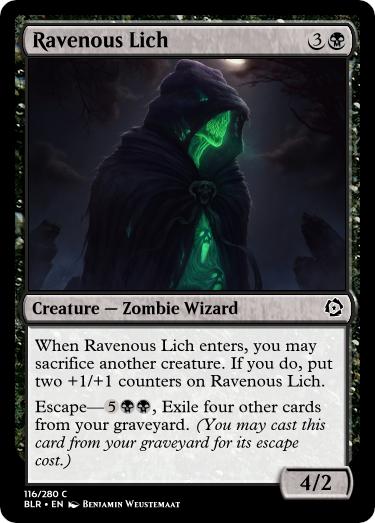 Ravenous Lich 3
Creature — Zombie Wizard
When Ravenous Lich enters, you may
sacrifice another creature. If you do, put
two +1/+1 counters on Ravenous Lich.
Escape—5, Exile four other cards
from your graveyard. (You may cast this
card from your graveyard for its escape
cost.)
4/2
116/280 C
BLR • EN Benjamin Weustemaat